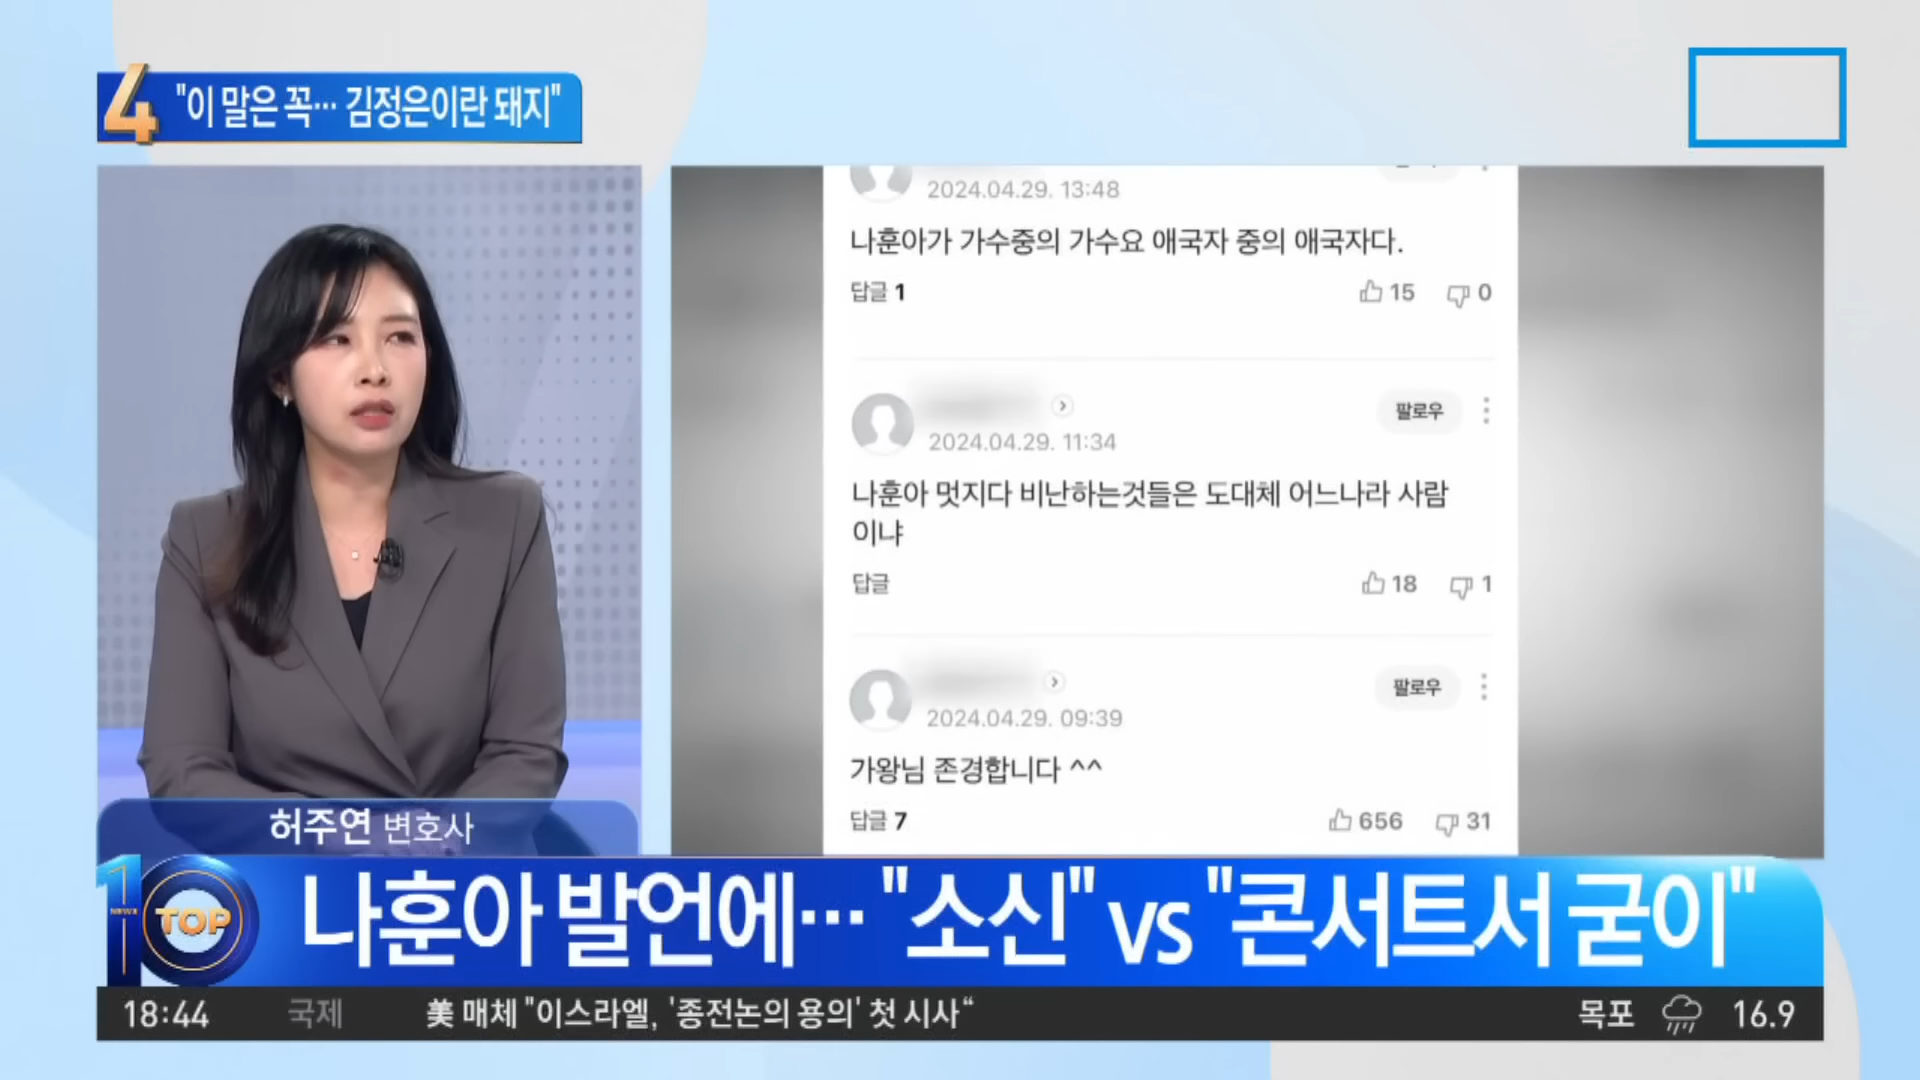 4 "이 말은 꼭… 김정은이란 돼지"
2024.04.29. 13:48
나훈아가 가수중의 가수요 애국자 중의 애국자다.
답글 1
15 0
팔로우
2024.04.29. 11:34
나훈아 멋지다 비난하는것들은 도대체 어느나라 사람
이냐
답글
18 1
팔로우
2024.04.29. 09:39
가왕님 존경합니다 ^^
답글 7
656 31
허주연 변호사
NEWS TOP 10
나훈아 발언에… "소신" vs "콘서트서 굳이"
18:44 국제 美 매체 "이스라엘, '종전논의 용의' 첫 시사“ 목포 16.9